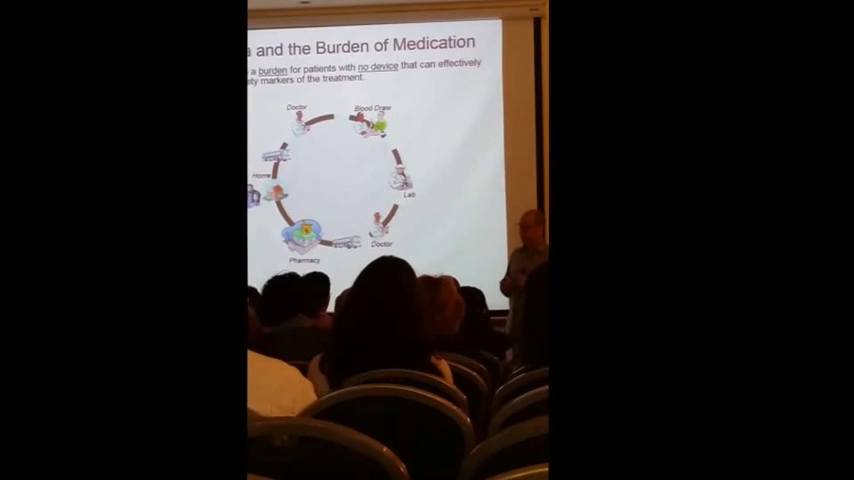 a and the Burden of Medication
a burden for patients with no device that can effectively
ety markers of the treatment.
Doctor
Blood Draw
Home
Lab
Doctor
Pharmacy